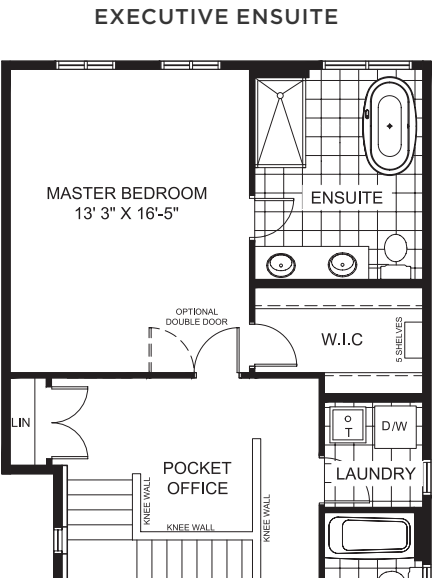 EXECUTIVE ENSUITE
MASTER BEDROOM
13' 3" X 16'-5"
ENSUITE
OPTIONAL
DOUBLE DOOR
W.I.C
5 SHELVES
LIN
T
D/W
LAUNDRY
POCKET
OFFICE
KNEE WALL
KNEE WALL
KNEE WALL